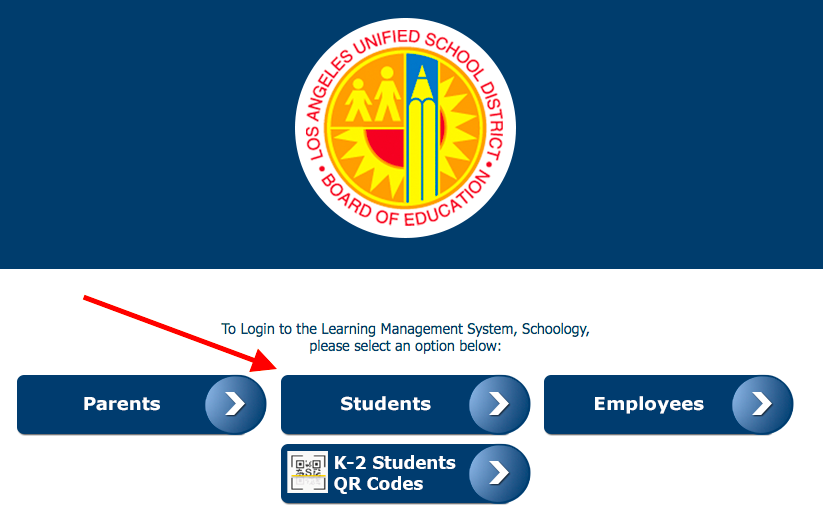 LOS ANGELES UNIFIED SCHOOL DISTRICT
• BOARD OF EDUCATION •
To Login to the Learning Management System, Schoology,
please select an option below:
Parents
Students
Employees
K-2 Students
QR Codes